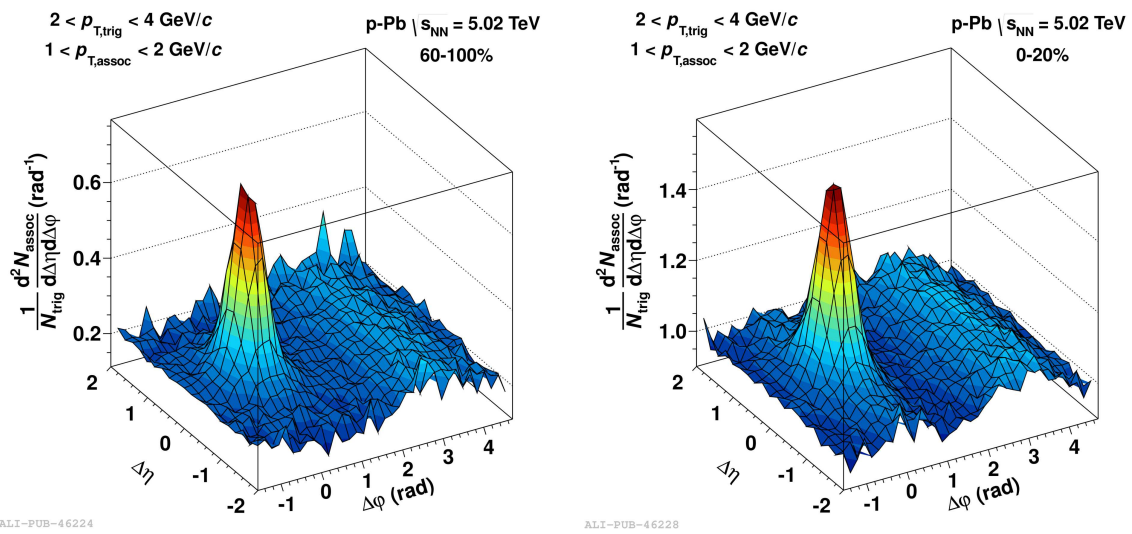 2 < p_T,trig < 4 GeV/c
1 < p_T,assoc < 2 GeV/c
p-Pb √s_NN = 5.02 TeV
60-100%
1/N_trig d²N_assoc/dΔηdΔφ (rad⁻¹)
0.6
0.4
0.2
2
1
0
-1
-2
Δη
-1
0
1
2
3
4
Δφ (rad)
ALI-PUB-46224
2 < p_T,trig < 4 GeV/c
1 < p_T,assoc < 2 GeV/c
p-Pb √s_NN = 5.02 TeV
0-20%
1/N_trig d²N_assoc/dΔηdΔφ (rad⁻¹)
1.4
1.2
1.0
2
1
0
-1
-2
Δη
-1
0
1
2
3
4
Δφ (rad)
ALI-PUB-46228